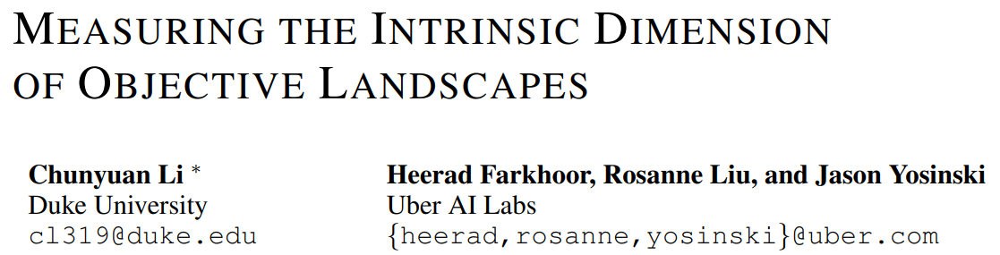 MEASURING THE INTRINSIC DIMENSION
OF OBJECTIVE LANDSCAPES
Chunyuan Li *
Duke University
cl319@duke.edu
Heerad Farkhoor, Rosanne Liu, and Jason Yosinski
Uber AI Labs
{heerad,rosanne,yosinski}@uber.com